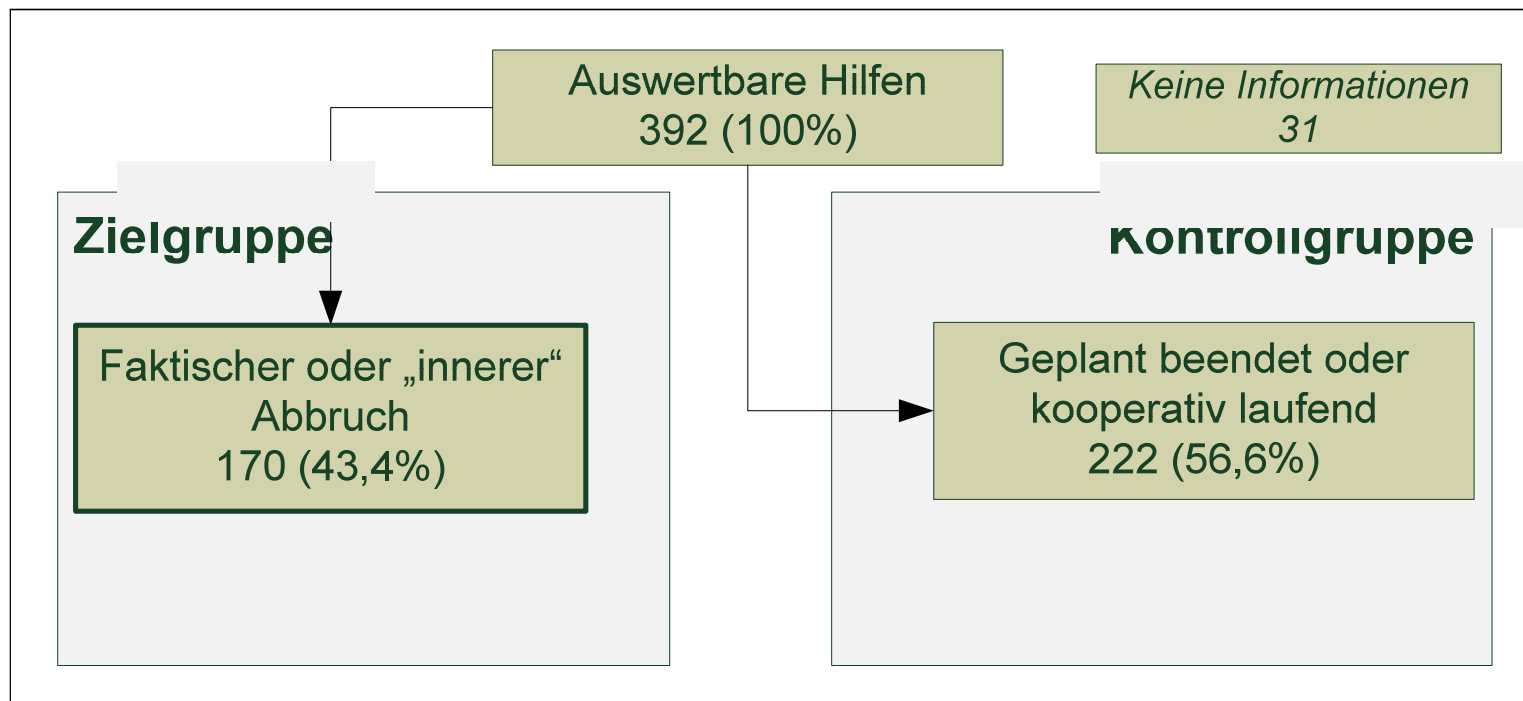 Auswertbare Hilfen
392 (100%)
Keine Informationen
31
Zielgruppe
Kontrollgruppe
Faktischer oder „innerer“
Abbruch
170 (43,4%)
Geplant beendet oder
kooperativ laufend
222 (56,6%)